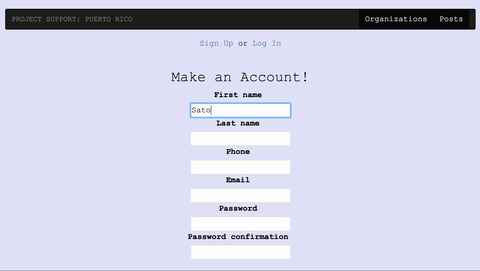 PROJECT SUPPORT: PUERTO RICO Organizations Posts
Sign Up or Log In
Make an Account!
First name
Sato
Last name
Phone
Email
Password
Password confirmation